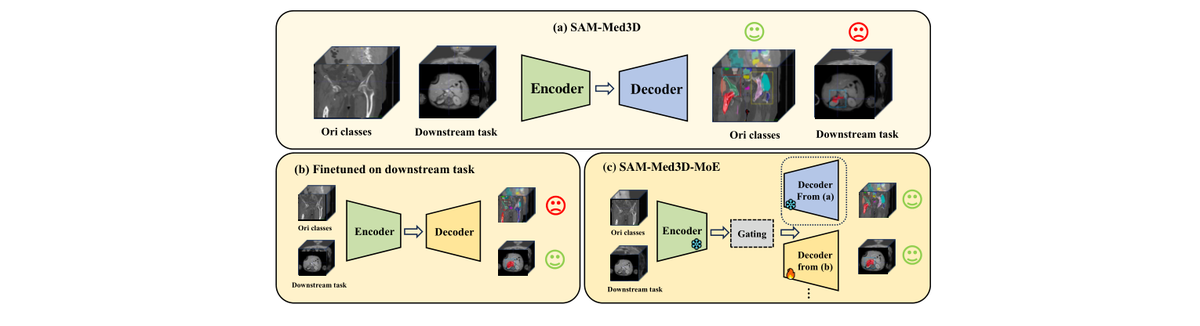 (a) SAM-Med3D
Encoder
Decoder
Ori classes
Downstream task
Ori classes
Downstream task
(b) Finetuned on downstream task
Ori classes
Encoder
Decoder
Downstream task
(c) SAM-Med3D-MoE
Ori classes
Encoder
Gating
Decoder
From (a)
Decoder
from (b)
Downstream task